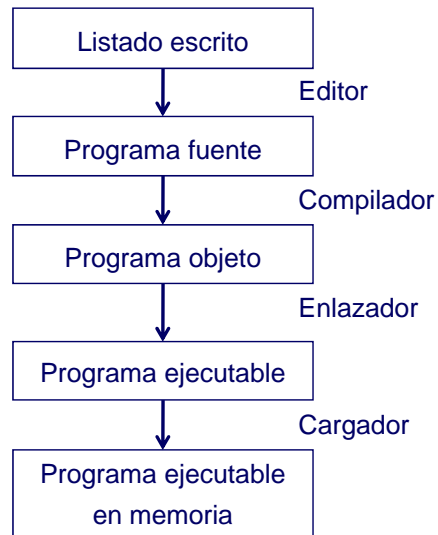 Listado escrito
Editor
Programa fuente
Compilador
Programa objeto
Enlazador
Programa ejecutable
Cargador
Programa ejecutable
en memoria